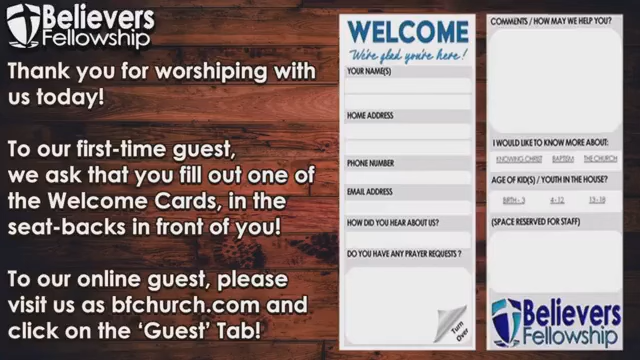 Believers
Fellowship
Thank you for worshiping with
us today!
To our first-time guest,
we ask that you fill out one of
the Welcome Cards, in the
seat-backs in front of you!
To our online guest, please
visit us as bfchurch.com and
click on the 'Guest' Tab!
WELCOME
We're glad you're here!
YOUR NAME(S)
HOME ADDRESS
PHONE NUMBER
EMAIL ADDRESS
HOW DID YOU HEAR ABOUT US?
DO YOU HAVE ANY PRAYER REQUESTS ?
Turn
Over
COMMENTS / HOW MAY WE HELP YOU?
I WOULD LIKE TO KNOW MORE ABOUT:
KNOWING CHRIST BAPTEM THE CHURCH
AGE OF KID(S) / YOUTH IN THE HOUSE?
BIRTH - 3 4 - 12 13 - 18
(SPACE RESERVED FOR STAFF)
Believers
Fellowship